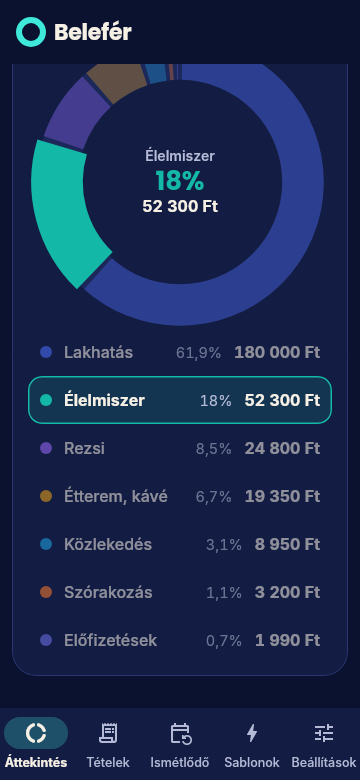 Belefér
Élelmiszer
18%
52 300 Ft
Lakhatás 61,9% 180 000 Ft
Élelmiszer 18% 52 300 Ft
Rezsi 8,5% 24 800 Ft
Étterem, kávé 6,7% 19 350 Ft
Közlekedés 3,1% 8 950 Ft
Szórakozás 1,1% 3 200 Ft
Előfizetések 0,7% 1 990 Ft
Áttekintés Tételek Ismétlődő Sablonok Beállítások